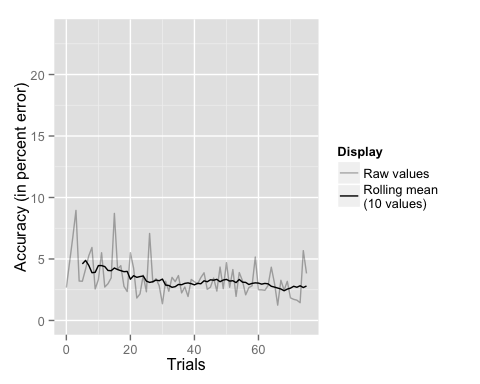 Accuracy (in percent error)
20
15
10
5
0
0
20
40
60
Trials
Display
Raw values
Rolling mean
(10 values)